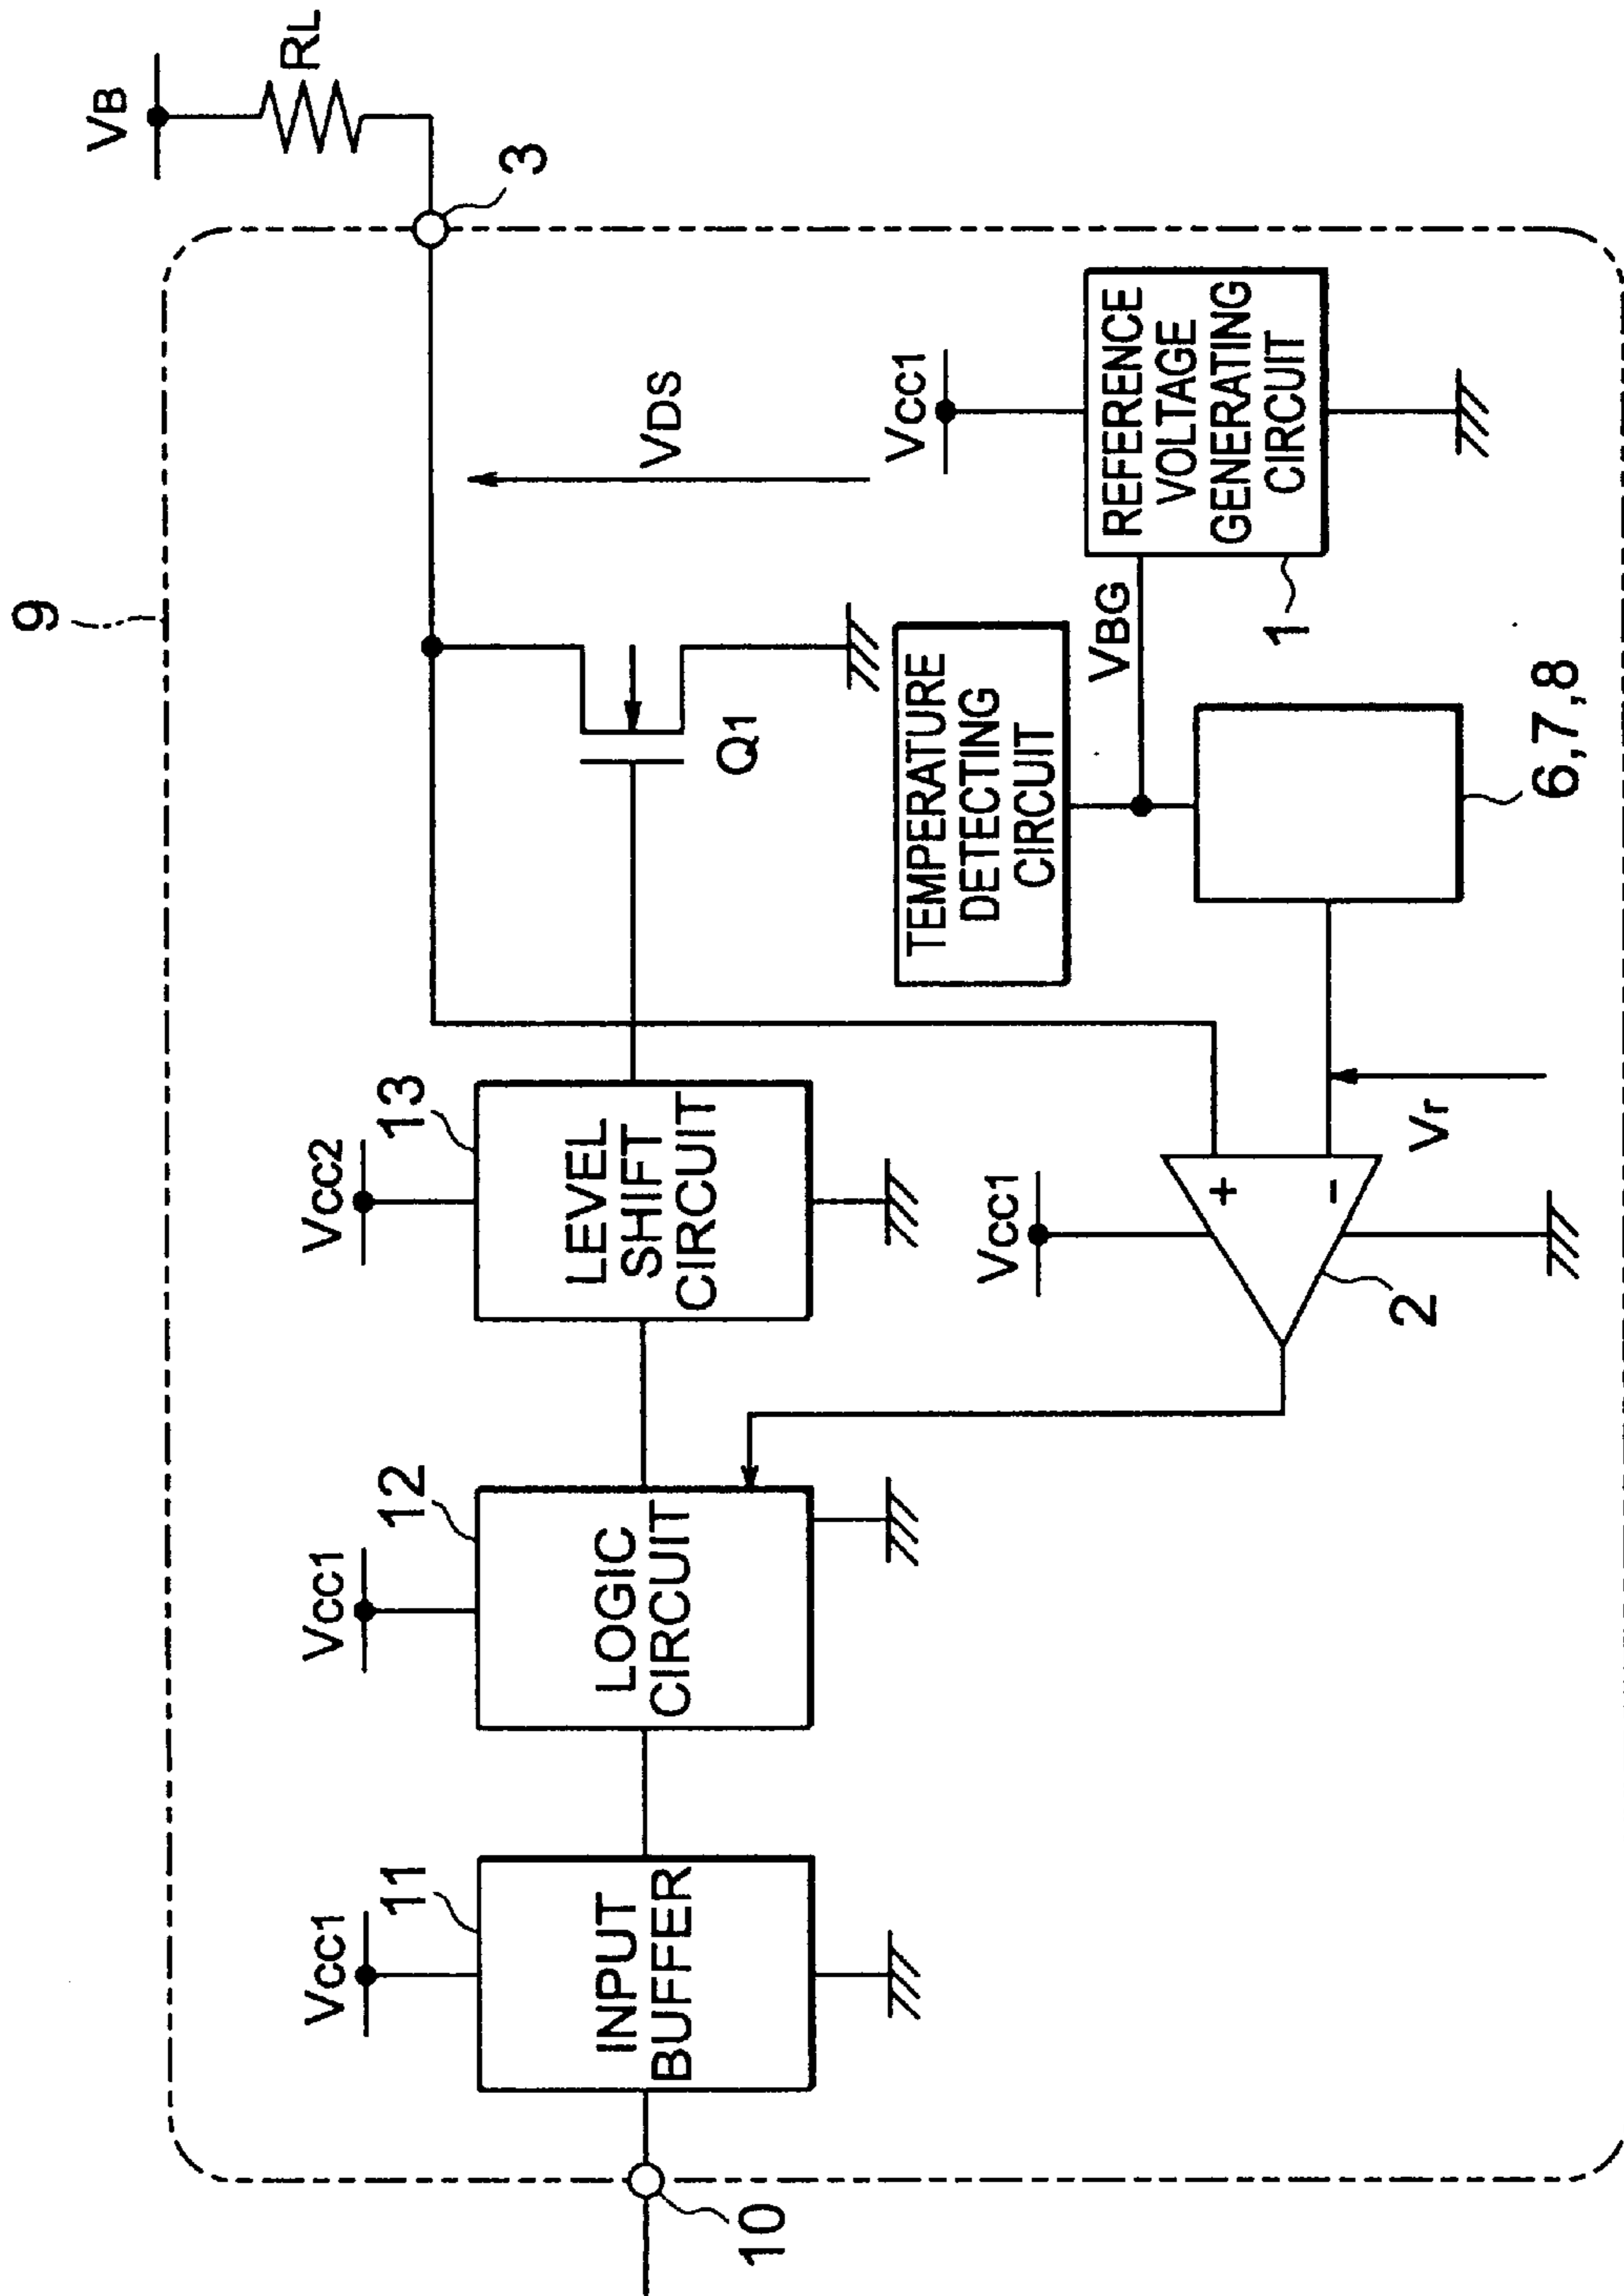 9
VB
RL
3
VCC1
11
INPUT
BUFFER
10
VCC1
12
LOGIC
CIRCUIT
VCC2
13
LEVEL
SHIFT
CIRCUIT
Q1
VDS
VCC1
+
-
2
Vr
TEMPERATURE
DETECTING
CIRCUIT
VBG
6,7,8
VCC1
REFERENCE
VOLTAGE
GENERATING
CIRCUIT
1